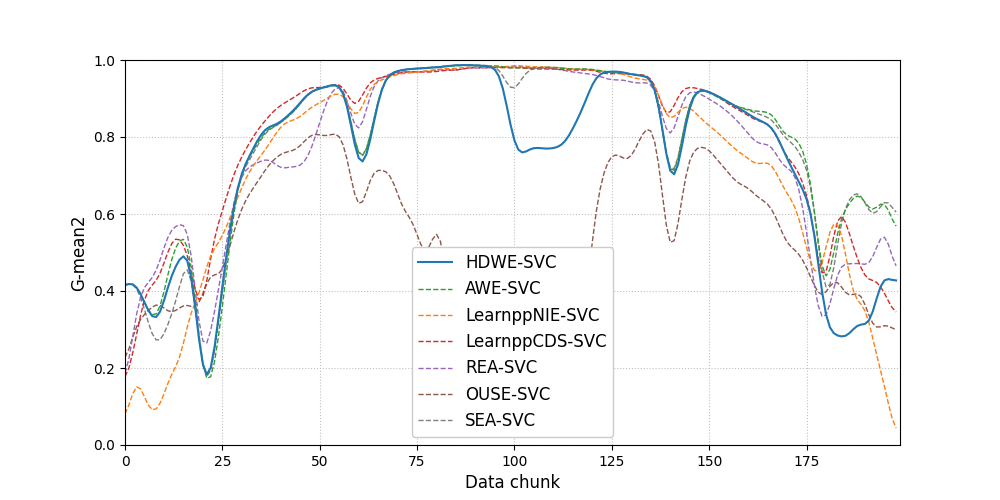 1.0
0.8
0.6
0.4
0.2
0.0
G-mean2
HDWE-SVC
AWE-SVC
LearnppNIE-SVC
LearnppCDS-SVC
REA-SVC
OUSE-SVC
SEA-SVC
0 25 50 75 100 125 150 175
Data chunk